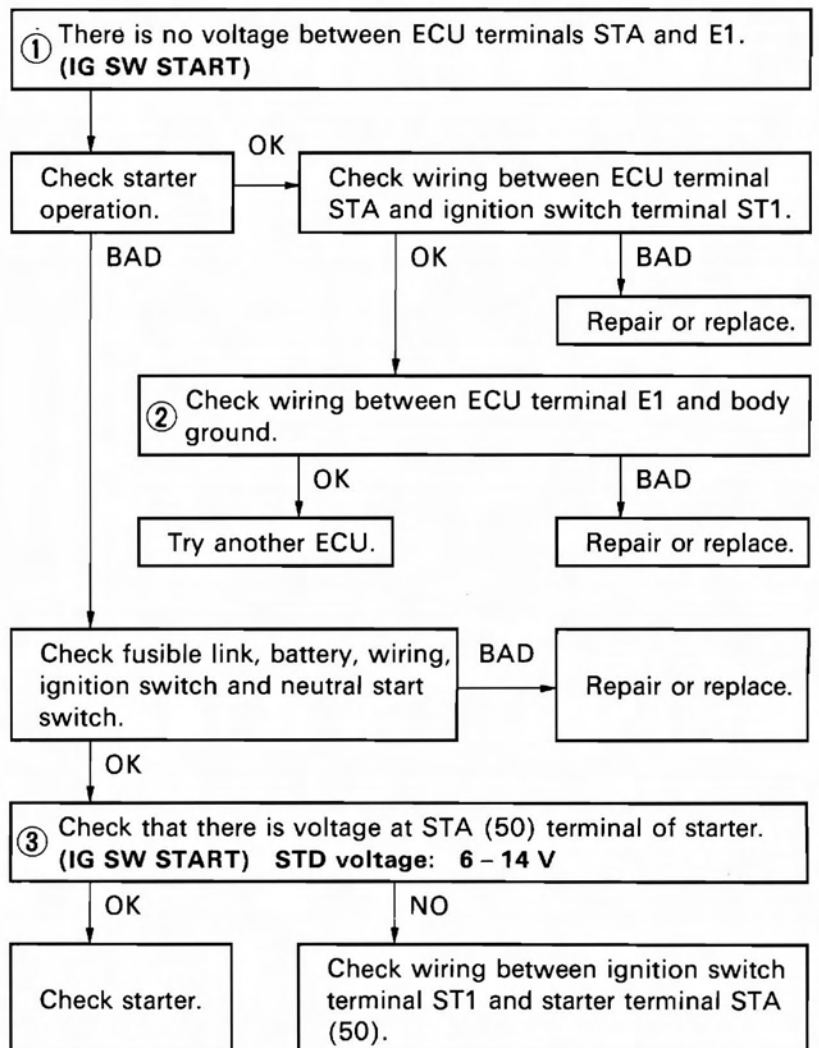 ① There is no voltage between ECU terminals STA and E1.
(IG SW START)
OK
Check starter
operation.
Check wiring between ECU terminal
STA and ignition switch terminal ST1.
BAD
OK
BAD
Repair or replace.
② Check wiring between ECU terminal E1 and body
ground.
OK
BAD
Try another ECU.
Repair or replace.
Check fusible link, battery, wiring,
ignition switch and neutral start
switch.
BAD
Repair or replace.
OK
③ Check that there is voltage at STA (50) terminal of starter.
(IG SW START) STD voltage: 6 – 14 V
OK
NO
Check starter.
Check wiring between ignition switch
terminal ST1 and starter terminal STA
(50).